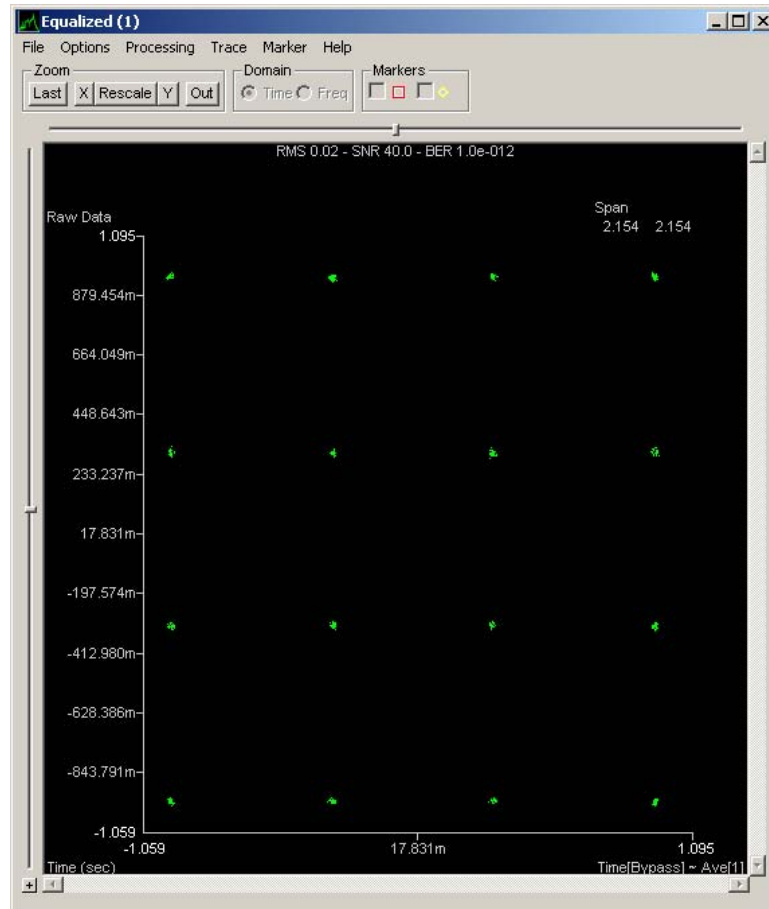 Equalized (1)
File Options Processing Trace Marker Help
Zoom Domain Markers
Last X Rescale Y Out Time Freq
RMS 0.02 - SNR 40.0 - BER 1.0e-012
Span
2.154 2.154
Raw Data
1.095
879.454m
664.049m
448.643m
233.237m
17.831m
-197.574m
-412.980m
-628.386m
-843.791m
-1.059
-1.059 17.831m 1.095
Time (sec) Time[Bypass] ~ Ave[1]